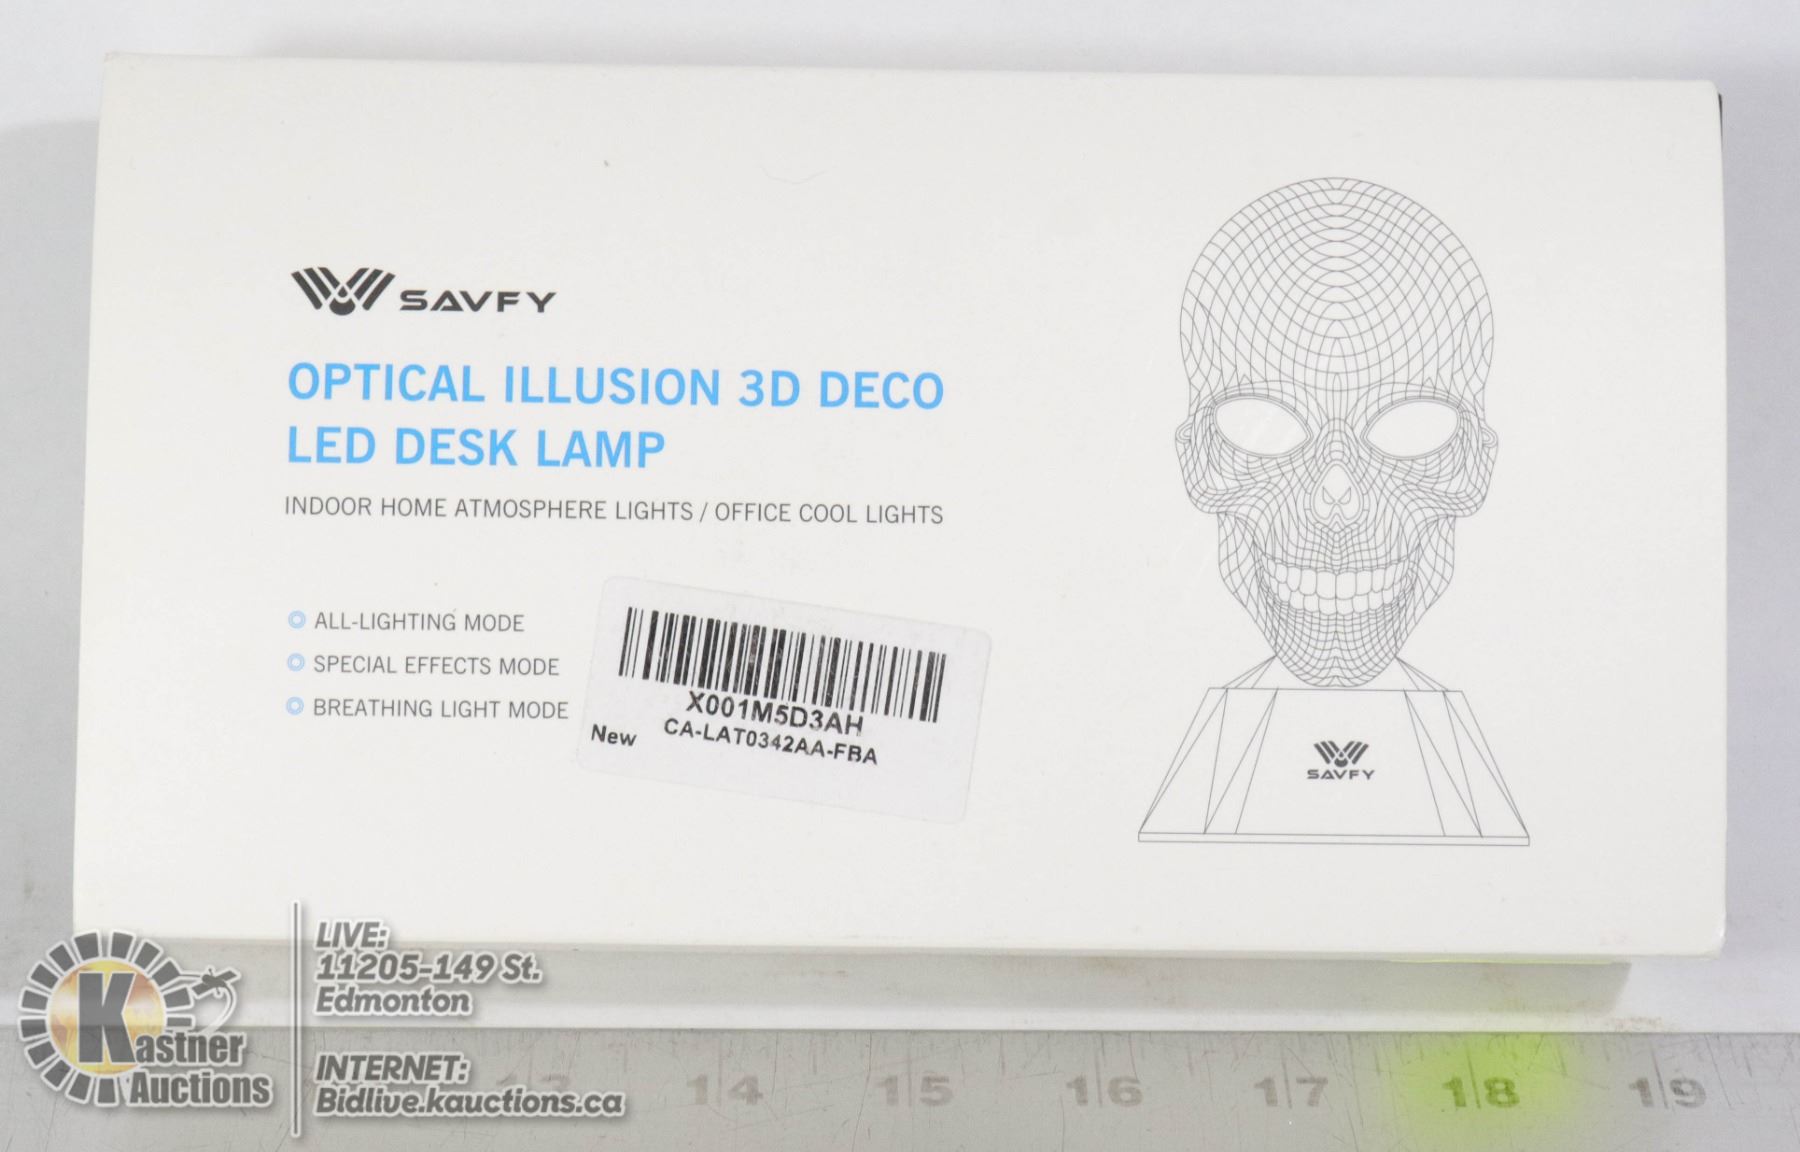 SAVFY
OPTICAL ILLUSION 3D DECO
LED DESK LAMP
INDOOR HOME ATMOSPHERE LIGHTS / OFFICE COOL LIGHTS
ALL-LIGHTING MODE
SPECIAL EFFECTS MODE
BREATHING LIGHT MODE
X001M5D3AH
CA-LAT0342AA-FBA
New
SAVFY
Kastner
Auctions
LIVE:
11205-149 St.
Edmonton
INTERNET:
Bidlive.kauctions.ca
13 14 15 16 17 18 19